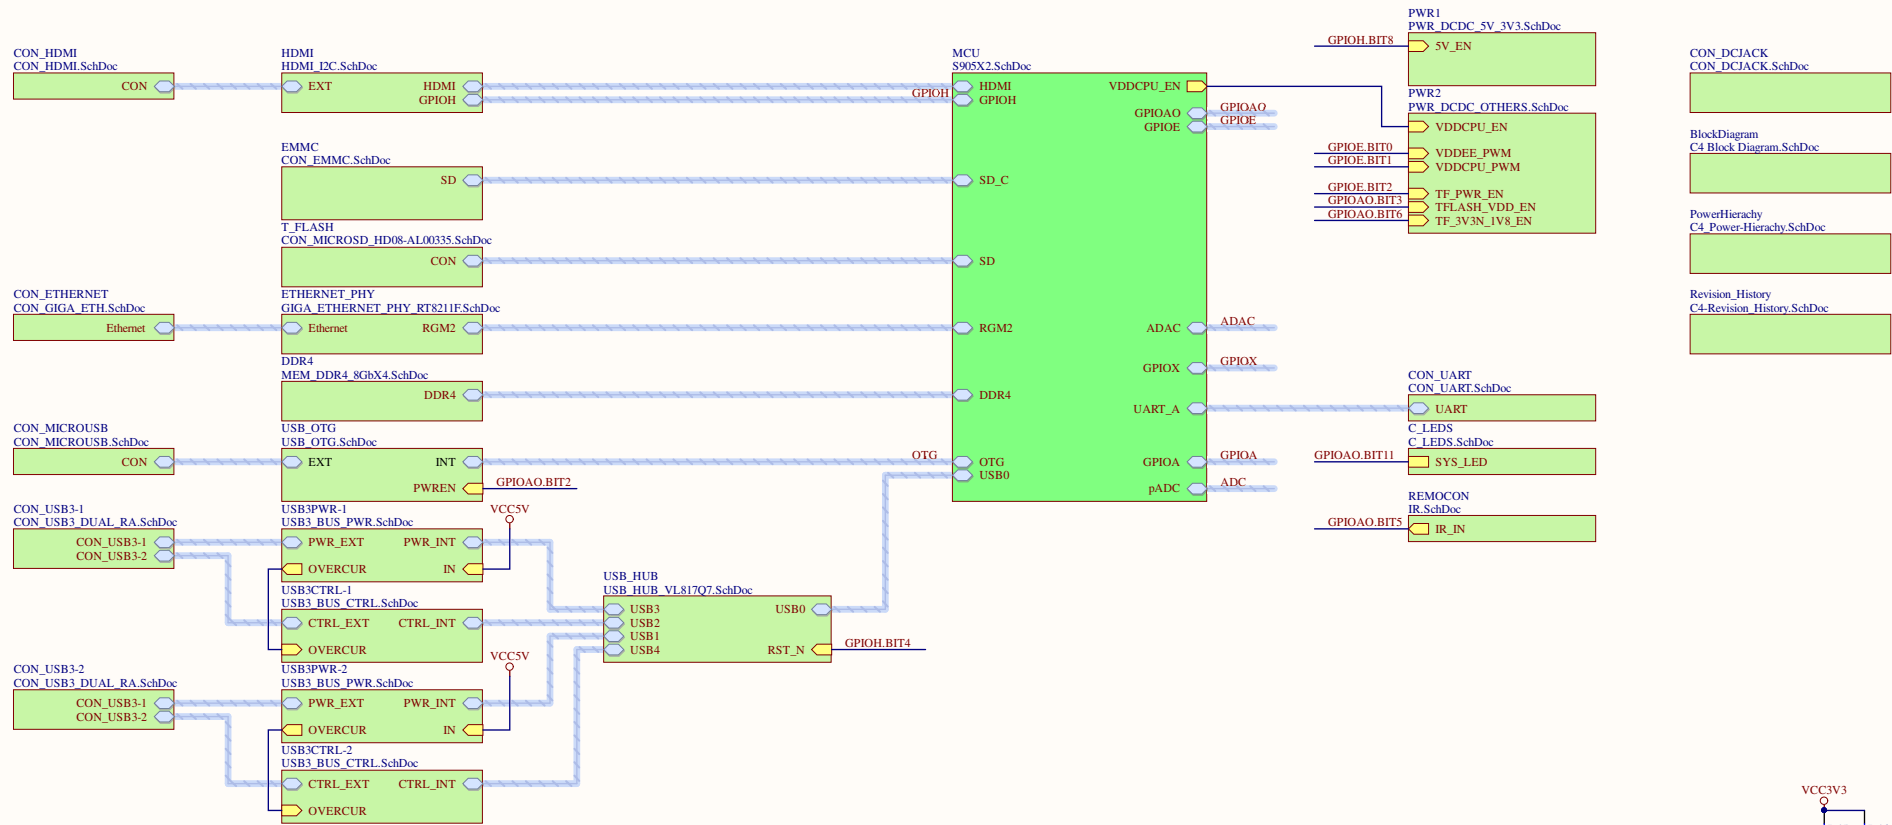 CON_HDMI
CON_HDMI.SchDoc
CON
HDMI
HDMI_I2C.SchDoc
EXT
HDMI
GPIOH
GPIOH
EMMC
CON_EMMC.SchDoc
SD
T_FLASH
CON_MICROSD_HD08-AL00335.SchDoc
CON
CON_ETHERNET
CON_GIGA_ETH.SchDoc
Ethernet
ETHERNET_PHY
GIGA_ETHERNET_PHY_RT8211F.SchDoc
Ethernet
RGM2
DDR4
MEM_DDR4_8GbX4.SchDoc
DDR4
CON_MICROUSB
CON_MICROUSB.SchDoc
CON
USB_OTG
USB_OTG.SchDoc
EXT
INT
PWREN
GPIOAO.BIT2
OTG
CON_USB3-1
CON_USB3_DUAL_RA.SchDoc
CON_USB3-1
CON_USB3-2
USB3PWR-1
USB3_BUS_PWR.SchDoc
PWR_EXT
PWR_INT
OVERCUR
IN
VCC5V
USB3CTRL-1
USB3_BUS_CTRL.SchDoc
CTRL_EXT
CTRL_INT
OVERCUR
CON_USB3-2
CON_USB3_DUAL_RA.SchDoc
CON_USB3-1
CON_USB3-2
USB3PWR-2
USB3_BUS_PWR.SchDoc
PWR_EXT
PWR_INT
OVERCUR
IN
VCC5V
USB3CTRL-2
USB3_BUS_CTRL.SchDoc
CTRL_EXT
CTRL_INT
OVERCUR
USB_HUB
USB_HUB_VL817Q7.SchDoc
USB3
USB2
USB1
USB4
USB0
RST_N
GPIOH.BIT4
MCU
S905X2.SchDoc
HDMI
GPIOH
SD_C
SD
RGM2
DDR4
OTG
USB0
VDDCPU_EN
GPIOAO
GPIOE
ADAC
GPIOX
UART_A
GPIOA
pADC
GPIOAO
GPIOE
ADAC
GPIOX
GPIOA
ADC
PWR1
PWR_DCDC_5V_3V3.SchDoc
GPIOH.BIT8
5V_EN
PWR2
PWR_DCDC_OTHERS.SchDoc
VDDCPU_EN
GPIOE.BIT0
VDDEE_PWM
GPIOE.BIT1
VDDCPU_PWM
GPIOE.BIT2
TF_PWR_EN
GPIOAO.BIT3
TFLASH_VDD_EN
GPIOAO.BIT6
TF_3V3N_1V8_EN
CON_UART
CON_UART.SchDoc
UART
C_LEDS
C_LEDS.SchDoc
GPIOAO.BIT11
SYS_LED
REMOCON
IR.SchDoc
GPIOAO.BIT5
IR_IN
CON_DCJACK
CON_DCJACK.SchDoc
BlockDiagram
C4 Block Diagram.SchDoc
PowerHierachy
C4_Power-Hierachy.SchDoc
Revision_History
C4-Revision_History.SchDoc
VCC3V3